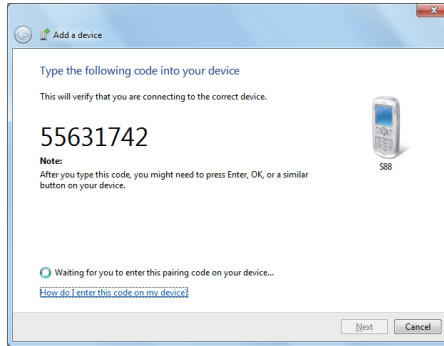 Add a device
Type the following code into your device
This will verify that you are connecting to the correct device.
55631742
Note:
After you type this code, you might need to press Enter, OK, or a similar
button on your device.
S88
Waiting for you to enter this pairing code on your device...
How do I enter this code on my device?
Next
Cancel